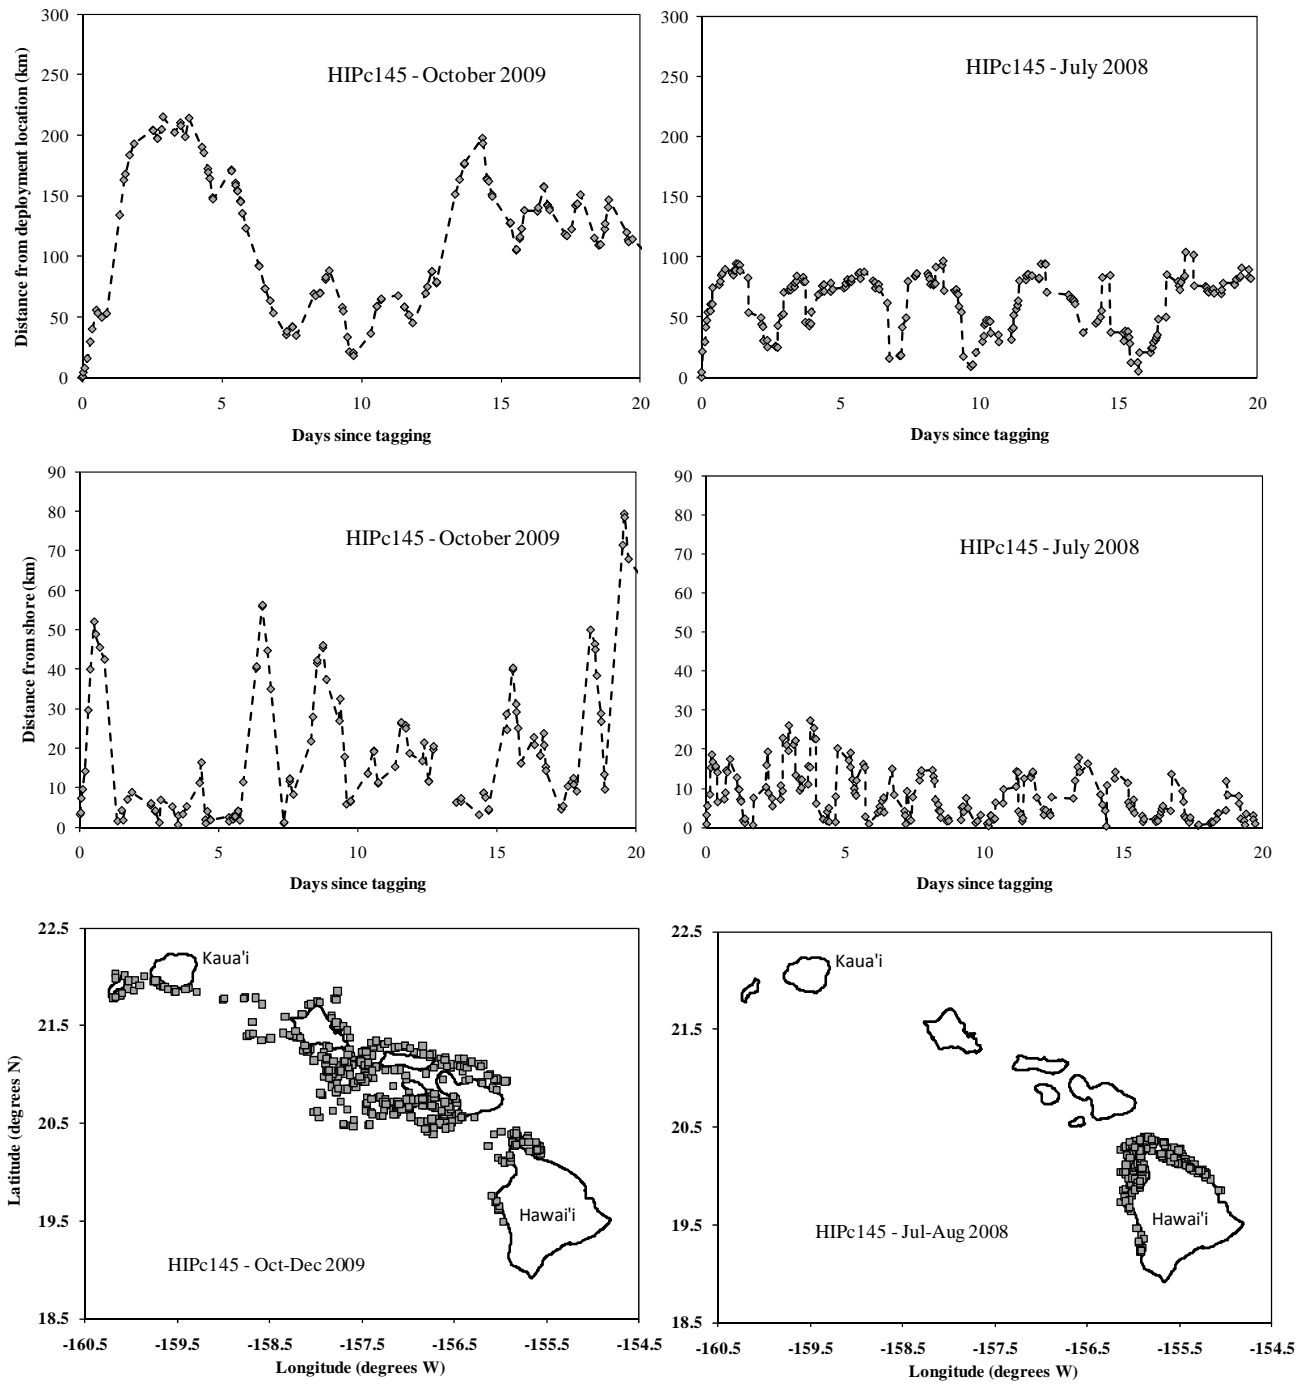 HIPc145 - October 2009
Distance from deployment location (km)
300
250
200
150
100
50
0
0 5 10 15 20
Days since tagging
HIPc145 - July 2008
300
250
200
150
100
50
0
0 5 10 15 20
Days since tagging
HIPc145 - October 2009
Distance from shore (km)
90
80
70
60
50
40
30
20
10
0
0 5 10 15 20
Days since tagging
HIPc145 - July 2008
90
80
70
60
50
40
30
20
10
0
0 5 10 15 20
Days since tagging
Latitude (degrees N)
22.5
21.5
20.5
19.5
18.5
Kaua'i
Hawai'i
HIPc145 - Oct-Dec 2009
-160.5 -159.5 -158.5 -157.5 -156.5 -155.5 -154.5
Longitude (degrees W)
22.5
21.5
20.5
19.5
18.5
Kaua'i
Hawai'i
HIPc145 - Jul-Aug 2008
-160.5 -159.5 -158.5 -157.5 -156.5 -155.5 -154.5
Longitude (degrees W)